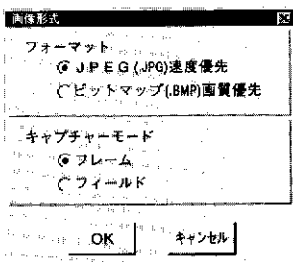 画像形式
フォーマット
JPEG(.JPG)速度優先
ビットマップ(.BMP)画質優先
キャプチャーモード
フレーム
フィールド
OK
キャンセル